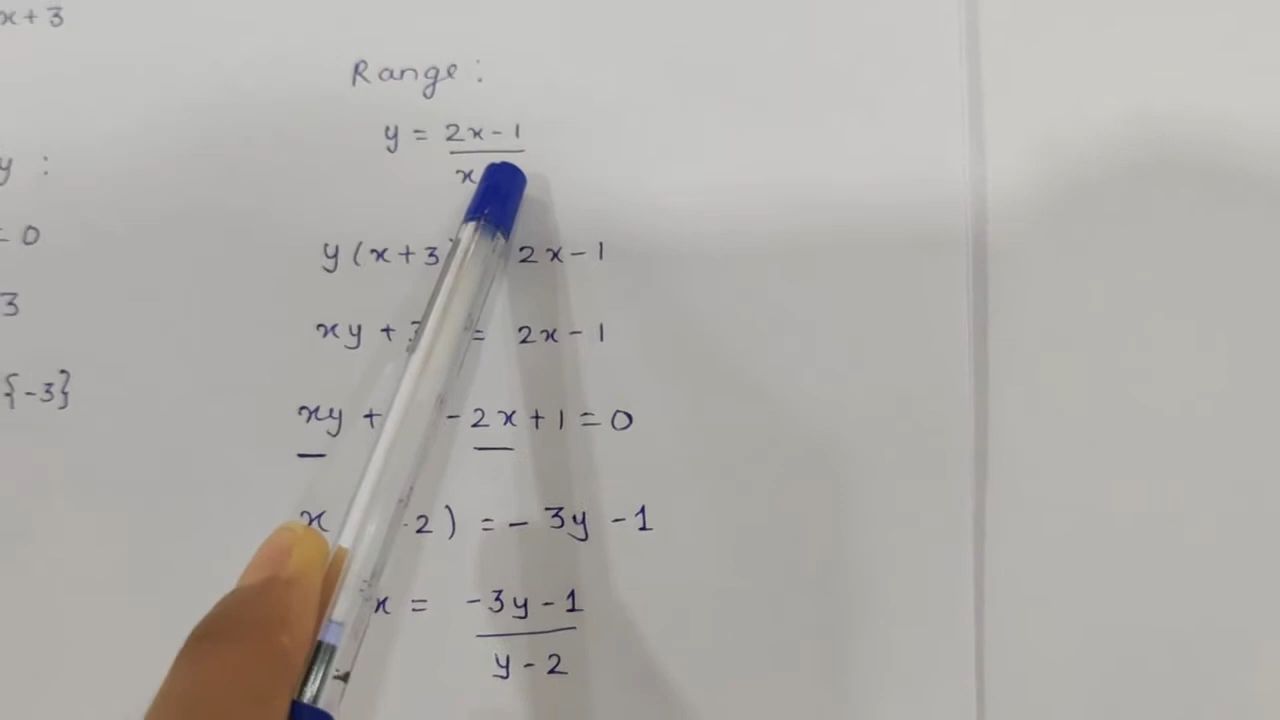 x+3
y :
= 0
3
{-3}
Range :
y = 2x-1
x
y(x+3 2x-1
xy + = 2x-1
xy + -2x+1=0
x 2) = -3y -1
x = -3y-1
y-2